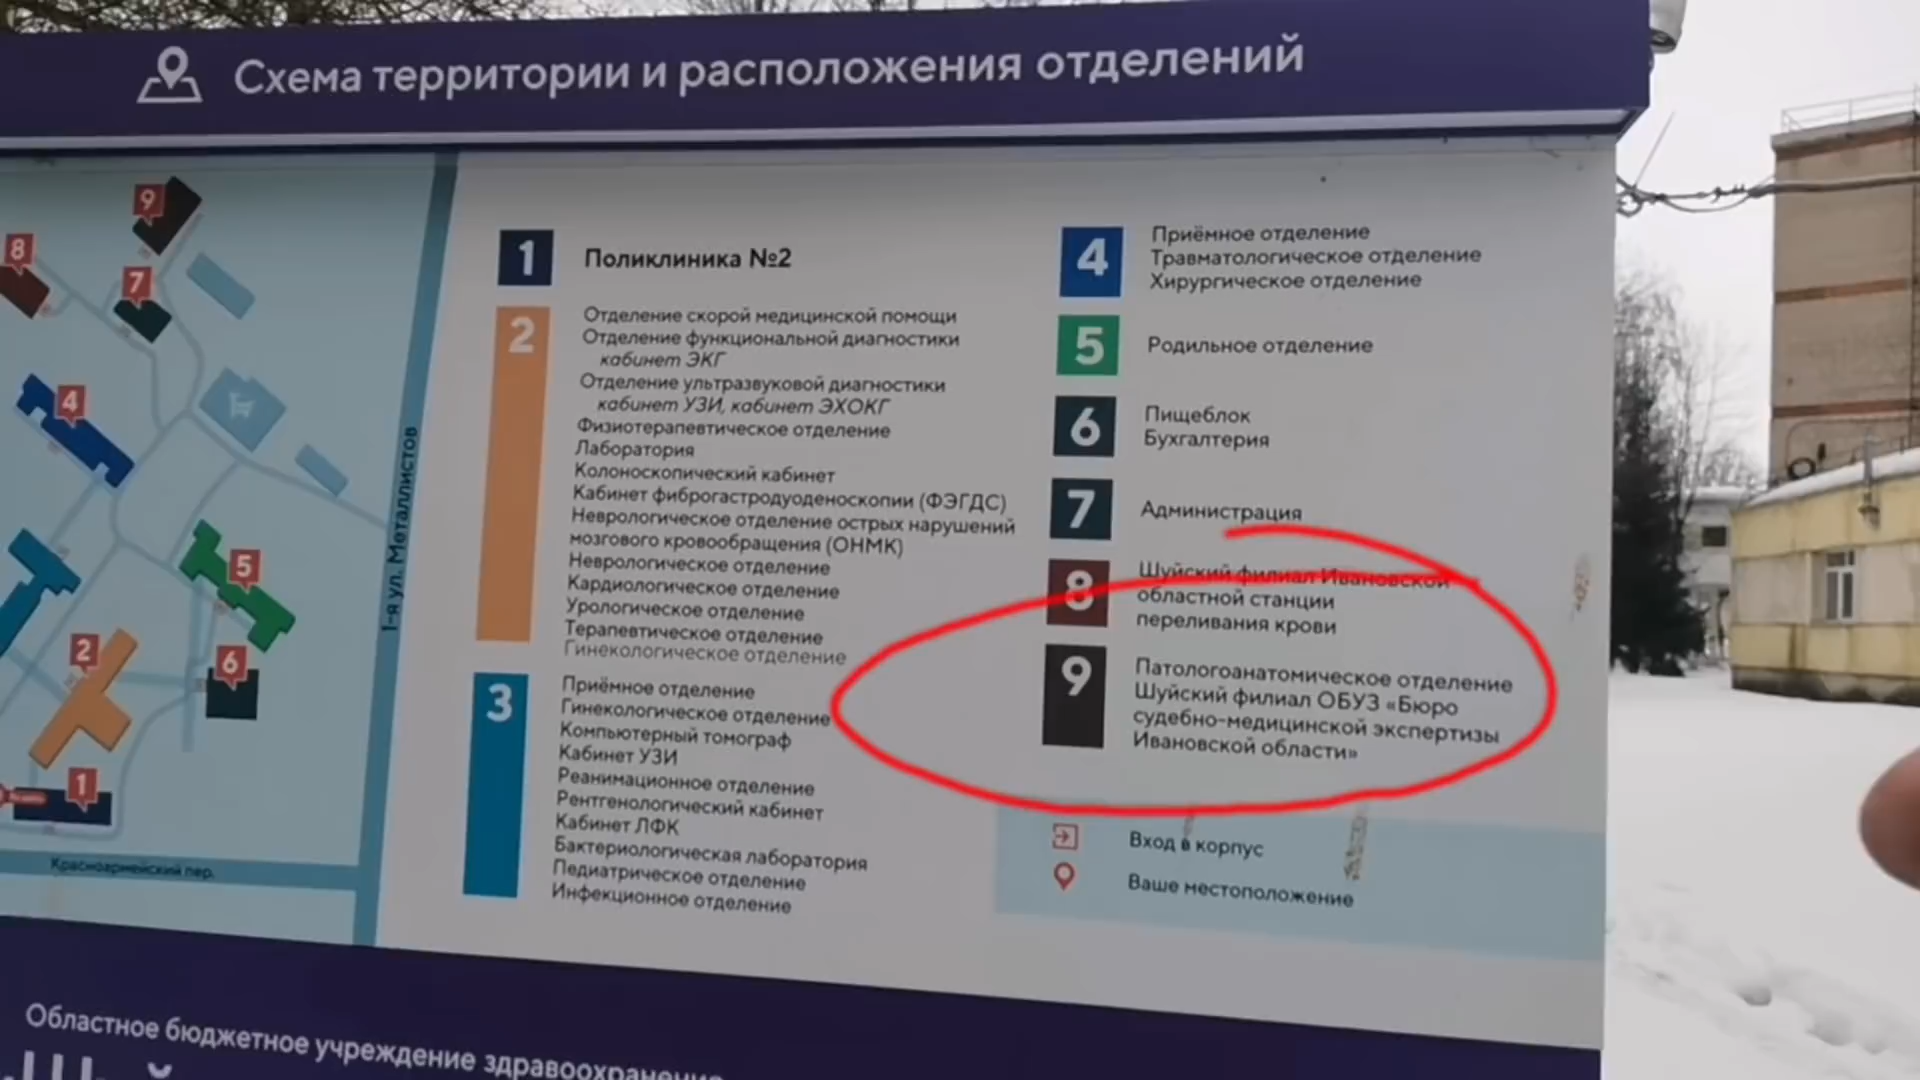 Схема территории и расположения отделений
9
8
7
4
5
2
6
1
1-я ул. Металлистов
Красноармейский пер.
1
Поликлиника №2
2
Отделение скорой медицинской помощи
Отделение функциональной диагностики
кабинет ЭКГ
Отделение ультразвуковой диагностики
кабинет УЗИ, кабинет ЭХОКГ
Физиотерапевтическое отделение
Лаборатория
Колоноскопический кабинет
Кабинет фиброгастродуоденоскопии (ФЭГДС)
Неврологическое отделение острых нарушений
мозгового кровообращения (ОНМК)
Неврологическое отделение
Кардиологическое отделение
Урологическое отделение
Терапевтическое отделение
Гинекологическое отделение
3
Приёмное отделение
Гинекологическое отделение
Компьютерный томограф
Кабинет УЗИ
Реанимационное отделение
Рентгенологический кабинет
Кабинет ЛФК
Бактериологическая лаборатория
Педиатрическое отделение
Инфекционное отделение
4
Приёмное отделение
Травматологическое отделение
Хирургическое отделение
5
Родильное отделение
6
Пищеблок
Бухгалтерия
7
Администрация
8
Шуйский филиал Ивановской
областной станции
переливания крови
9
Патологоанатомическое отделение
Шуйский филиал ОБУЗ «Бюро
судебно-медицинской экспертизы
Ивановской области»
Вход в корпус
Ваше местоположение
Областное бюджетное учреждение здравоохранения